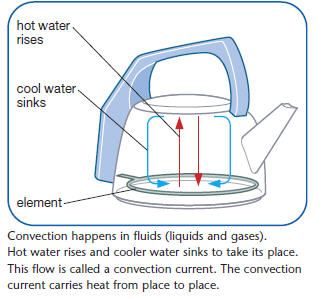 hot water
rises
cool water
sinks
element
Convection happens in fluids (liquids and gases).
Hot water rises and cooler water sinks to take its place.
This flow is called a convection current. The convection
current carries heat from place to place.